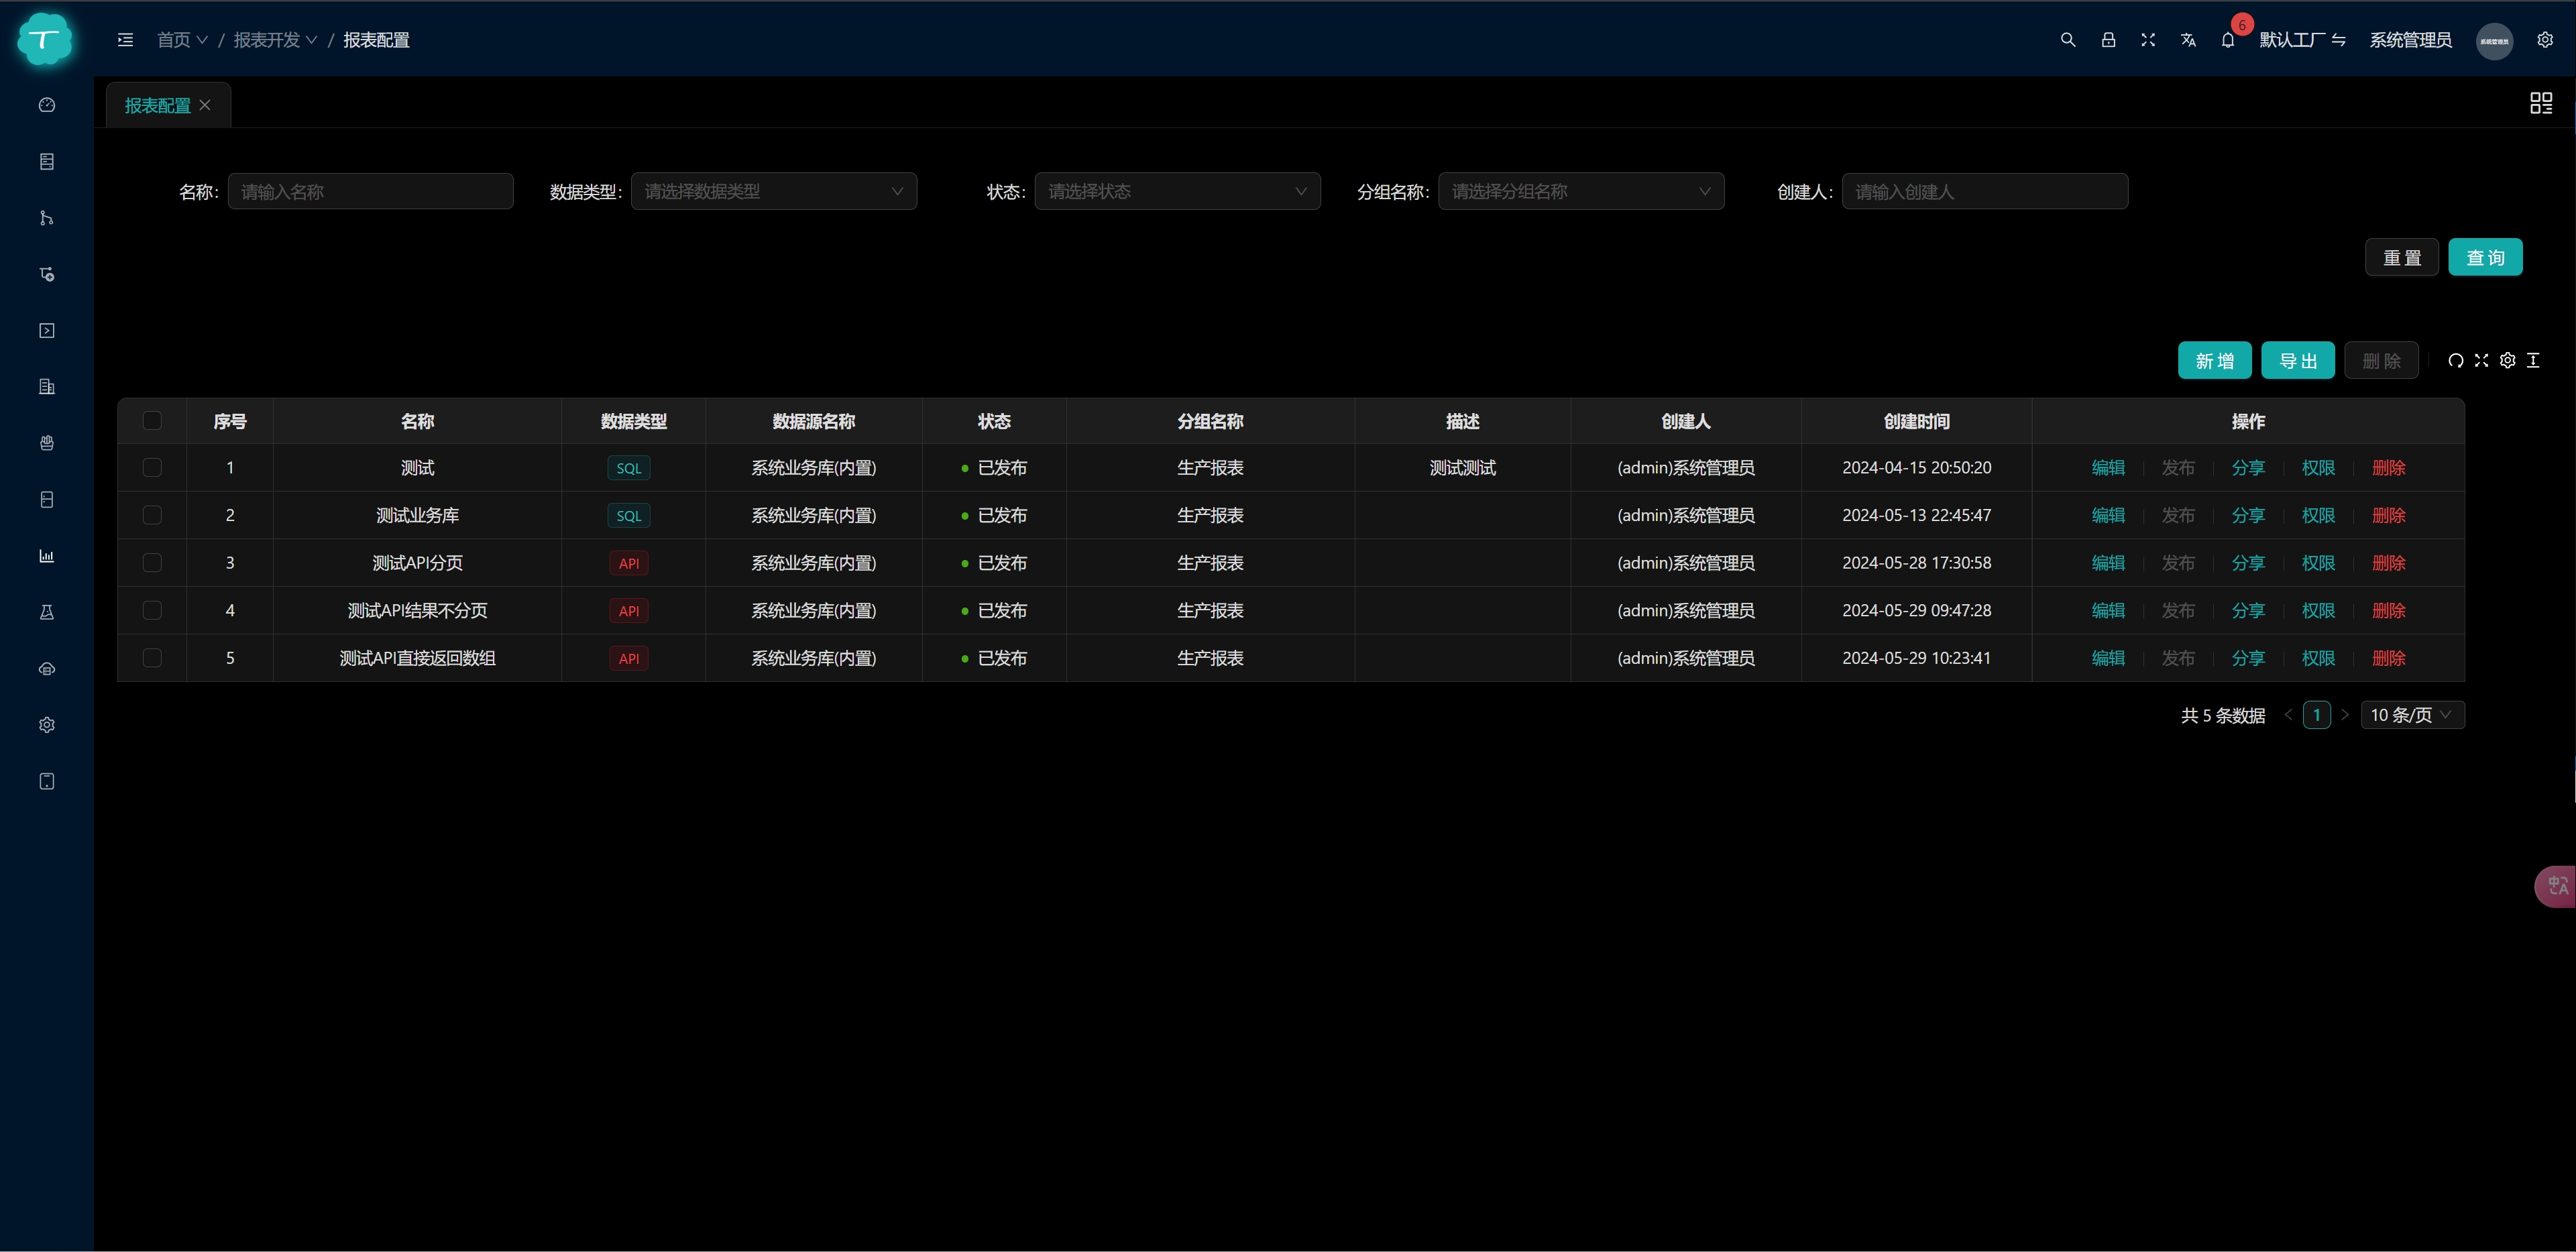 T
首页 / 报表开发 / 报表配置
6
默认工厂 系统管理员 系统管理员
报表配置
名称: 请输入名称 数据类型: 请选择数据类型 状态: 请选择状态 分组名称: 请选择分组名称 创建人: 请输入创建人
重置 查询
新增 导出 删除
序号 名称 数据类型 数据源名称 状态 分组名称 描述 创建人 创建时间 操作
1 测试 SQL 系统业务库(内置) 已发布 生产报表 测试测试 (admin)系统管理员 2024-04-15 20:50:20 编辑 发布 分享 权限 删除
2 测试业务库 SQL 系统业务库(内置) 已发布 生产报表 (admin)系统管理员 2024-05-13 22:45:47 编辑 发布 分享 权限 删除
3 测试API分页 API 系统业务库(内置) 已发布 生产报表 (admin)系统管理员 2024-05-28 17:30:58 编辑 发布 分享 权限 删除
4 测试API结果不分页 API 系统业务库(内置) 已发布 生产报表 (admin)系统管理员 2024-05-29 09:47:28 编辑 发布 分享 权限 删除
5 测试API直接返回数组 API 系统业务库(内置) 已发布 生产报表 (admin)系统管理员 2024-05-29 10:23:41 编辑 发布 分享 权限 删除
共 5 条数据 1 10 条/页